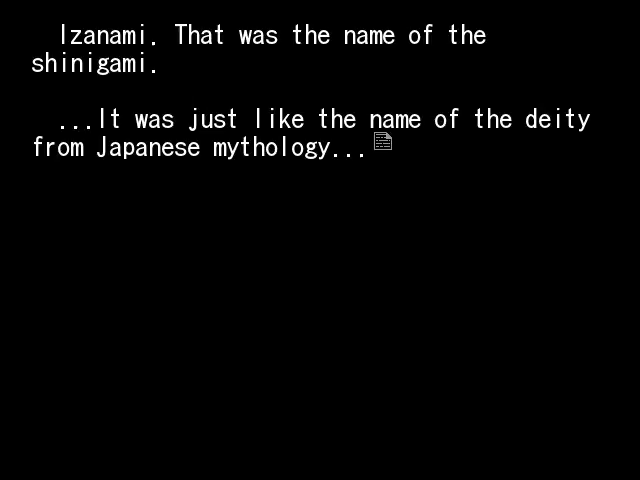 Izanami. That was the name of the
shinigami.
...It was just like the name of the deity
from Japanese mythology...